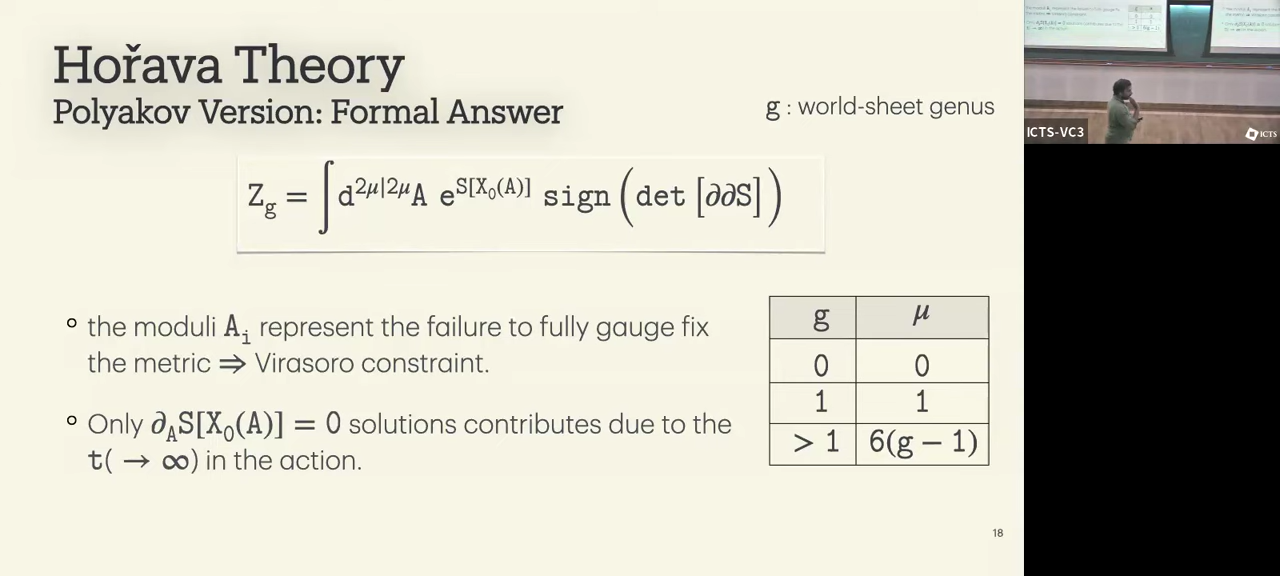 Hořava Theory
Polyakov Version: Formal Answer
g : world-sheet genus
Z_g = ∫ d^{2μ|2μ}A e^{S[X_0(A)]} sign(det [∂∂S])
the moduli A_i represent the failure to fully gauge fix
the metric ⇒ Virasoro constraint.
Only ∂_A S[X_0(A)] = 0 solutions contributes due to the
t( → ∞) in the action.
g μ
0 0
1 1
> 1 6(g − 1)
18
ICTS-VC3
ICTS